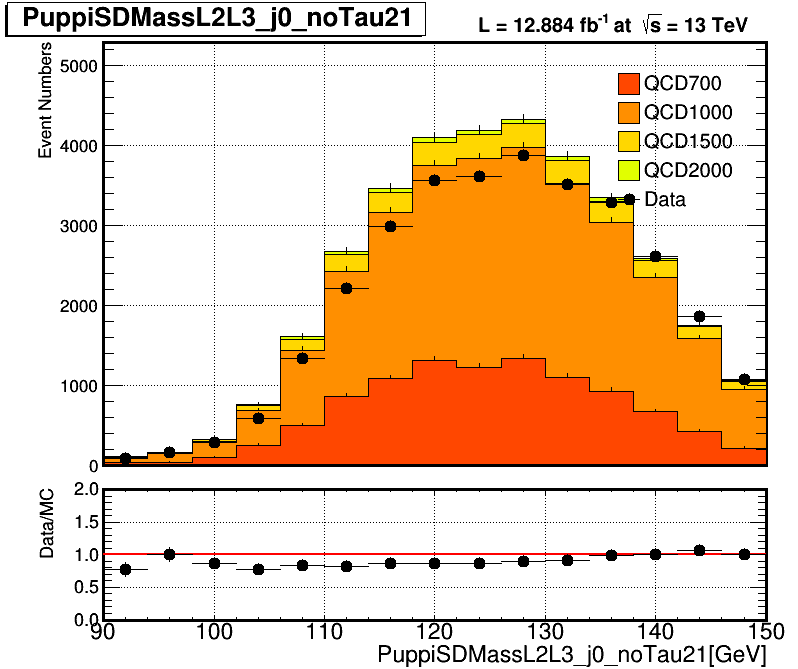 PuppiSDMassL2L3_j0_noTau21
L = 12.884 fb⁻¹ at √s = 13 TeV
Event Numbers
5000
4000
3000
2000
1000
0
QCD700
QCD1000
QCD1500
QCD2000
Data
Data/MC
2.0
1.5
1.0
0.5
0.0
90 100 110 120 130 140 150
PuppiSDMassL2L3_j0_noTau21[GeV]